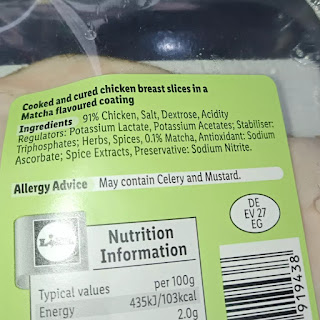 Cooked and cured chicken breast slices in a
Matcha flavoured coating
Ingredients 91% Chicken, Salt, Dextrose, Acidity
Regulators: Potassium Lactate, Potassium Acetates; Stabiliser:
Triphosphates; Herbs, Spices, 0.1% Matcha, Antioxidant: Sodium
Ascorbate; Spice Extracts, Preservative: Sodium Nitrite.
Allergy Advice May contain Celery and Mustard.
DE
EV 27
EG
LIDL
Nutrition
Information
Typical values per 100g
Energy 435kJ/103kcal
2.0g
919438